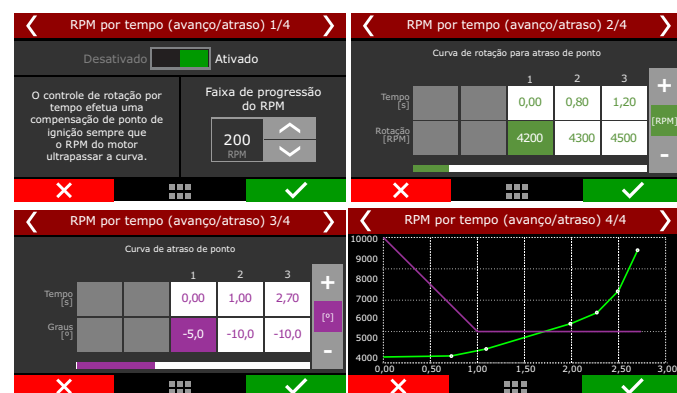 RPM por tempo (avanço/atraso) 1/4
Desativado
Ativado
O controle de rotação por
tempo efetua uma
compensação de ponto de
ignição sempre que
o RPM do motor
ultrapassar a curva.
Faixa de progressão
do RPM
200
RPM
RPM por tempo (avanço/atraso) 2/4
Curva de rotação para atraso de ponto
1 2 3
Tempo
[s]
0,00 0,80 1,20
Rotação
[RPM]
4200 4300 4500
+
[RPM]
-
RPM por tempo (avanço/atraso) 3/4
Curva de atraso de ponto
1 2 3
Tempo
[s]
0,00 1,00 2,70
Graus
[º]
-5,0 -10,0 -10,0
+
[º]
-
RPM por tempo (avanço/atraso) 4/4
10000
9000
8000
7000
6000
5000
4000
0,00 0,50 1,00 1,50 2,00 2,50 3,00